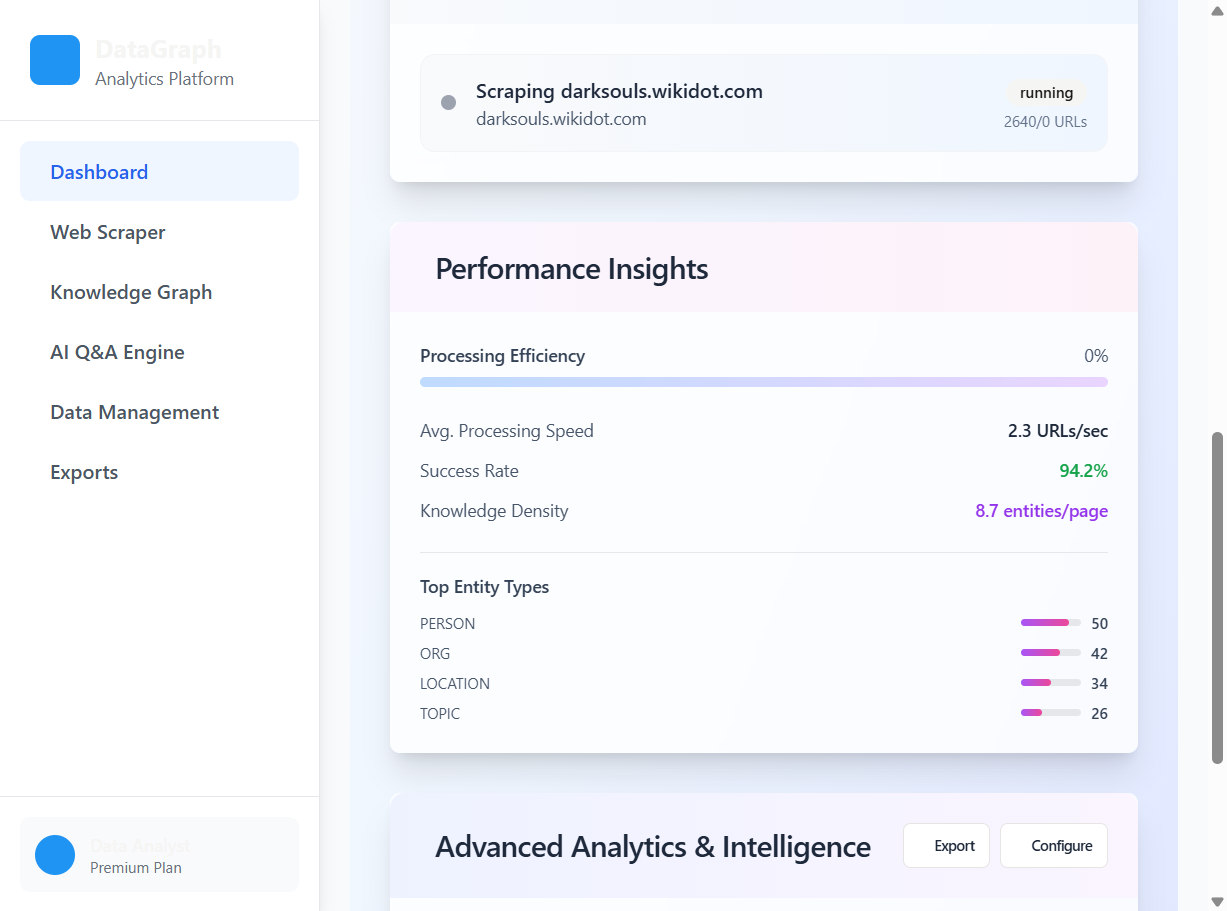 DataGraph
Analytics Platform
Dashboard
Web Scraper
Knowledge Graph
AI Q&A Engine
Data Management
Exports
Data Analyst
Premium Plan
Scraping darksouls.wikidot.com
running
darksouls.wikidot.com
2640/0 URLs
Performance Insights
Processing Efficiency 0%
Avg. Processing Speed 2.3 URLs/sec
Success Rate 94.2%
Knowledge Density 8.7 entities/page
Top Entity Types
PERSON 50
ORG 42
LOCATION 34
TOPIC 26
Advanced Analytics & Intelligence Export Configure